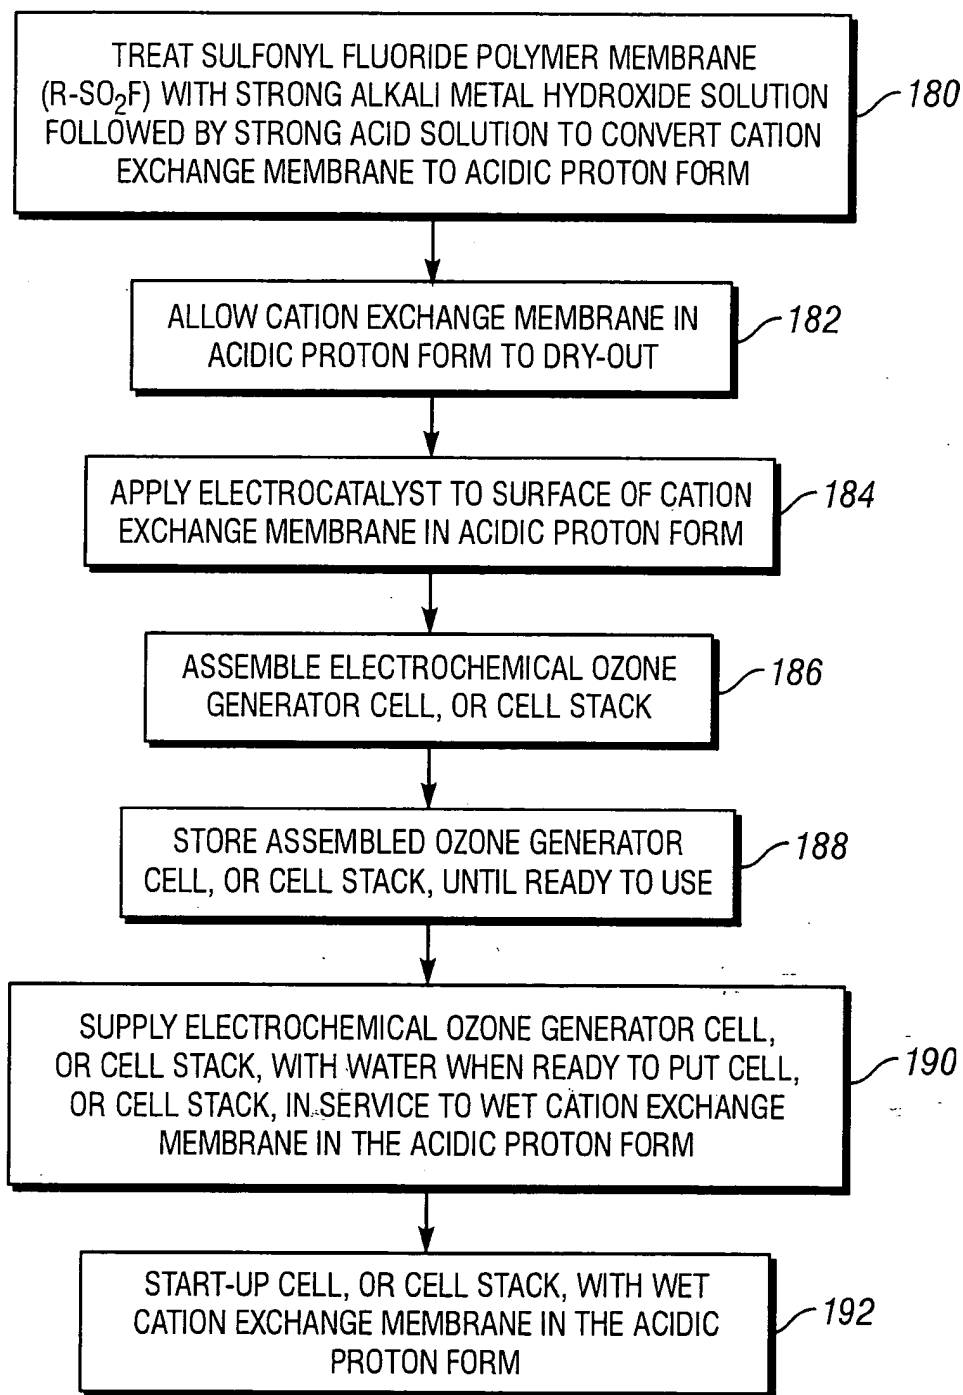 TREAT SULFONYL FLUORIDE POLYMER MEMBRANE
(R-SO₂F) WITH STRONG ALKALI METAL HYDROXIDE SOLUTION
FOLLOWED BY STRONG ACID SOLUTION TO CONVERT CATION
EXCHANGE MEMBRANE TO ACIDIC PROTON FORM
180
ALLOW CATION EXCHANGE MEMBRANE IN
ACIDIC PROTON FORM TO DRY-OUT
182
APPLY ELECTROCATALYST TO SURFACE OF CATION
EXCHANGE MEMBRANE IN ACIDIC PROTON FORM
184
ASSEMBLE ELECTROCHEMICAL OZONE
GENERATOR CELL, OR CELL STACK
186
STORE ASSEMBLED OZONE GENERATOR
CELL, OR CELL STACK, UNTIL READY TO USE
188
SUPPLY ELECTROCHEMICAL OZONE GENERATOR CELL,
OR CELL STACK, WITH WATER WHEN READY TO PUT CELL,
OR CELL STACK, IN SERVICE TO WET CATION EXCHANGE
MEMBRANE IN THE ACIDIC PROTON FORM
190
START-UP CELL, OR CELL STACK, WITH WET
CATION EXCHANGE MEMBRANE IN THE ACIDIC
PROTON FORM
192